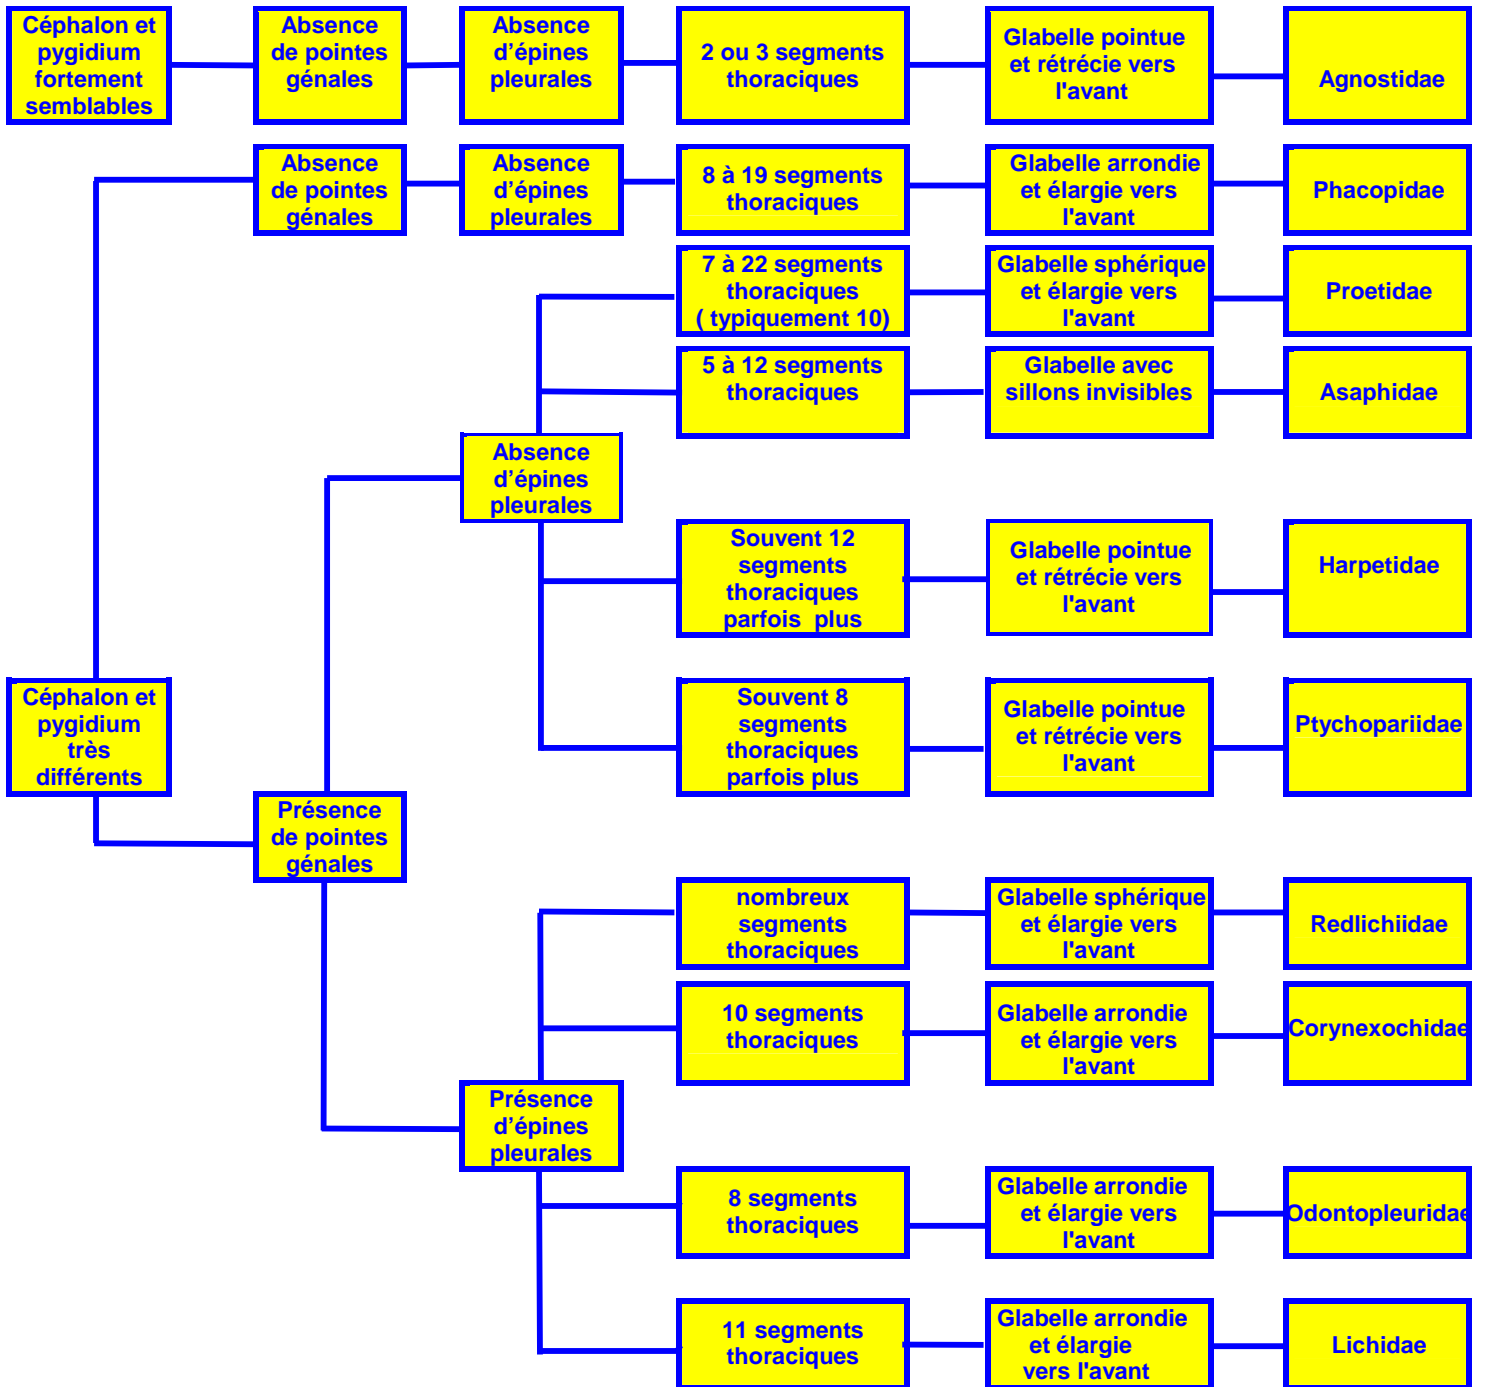 Céphalon et
pygidium
fortement
semblables
Absence
de pointes
génales
Absence
d’épines
pleurales
2 ou 3 segments
thoraciques
Glabelle pointue
et rétrécie vers
l'avant
Agnostidae
Absence
de pointes
génales
Absence
d’épines
pleurales
8 à 19 segments
thoraciques
Glabelle arrondie
et élargie vers
l'avant
Phacopidae
7 à 22 segments
thoraciques
( typiquement 10)
Glabelle sphérique
et élargie vers
l'avant
Proetidae
5 à 12 segments
thoraciques
Glabelle avec
sillons invisibles
Asaphidae
Absence
d’épines
pleurales
Souvent 12
segments
thoraciques
parfois plus
Glabelle pointue
et rétrécie vers
l'avant
Harpetidae
Céphalon et
pygidium
très
différents
Souvent 8
segments
thoraciques
parfois plus
Glabelle pointue
et rétrécie vers
l'avant
Ptychopariidae
Présence
de pointes
génales
nombreux
segments
thoraciques
Glabelle sphérique
et élargie vers
l'avant
Redlichiidae
10 segments
thoraciques
Glabelle arrondie
et élargie vers
l'avant
Corynexochidae
Présence
d’épines
pleurales
8 segments
thoraciques
Glabelle arrondie
et élargie vers
l'avant
Odontopleuridae
11 segments
thoraciques
Glabelle arrondie
et élargie
vers l'avant
Lichidae